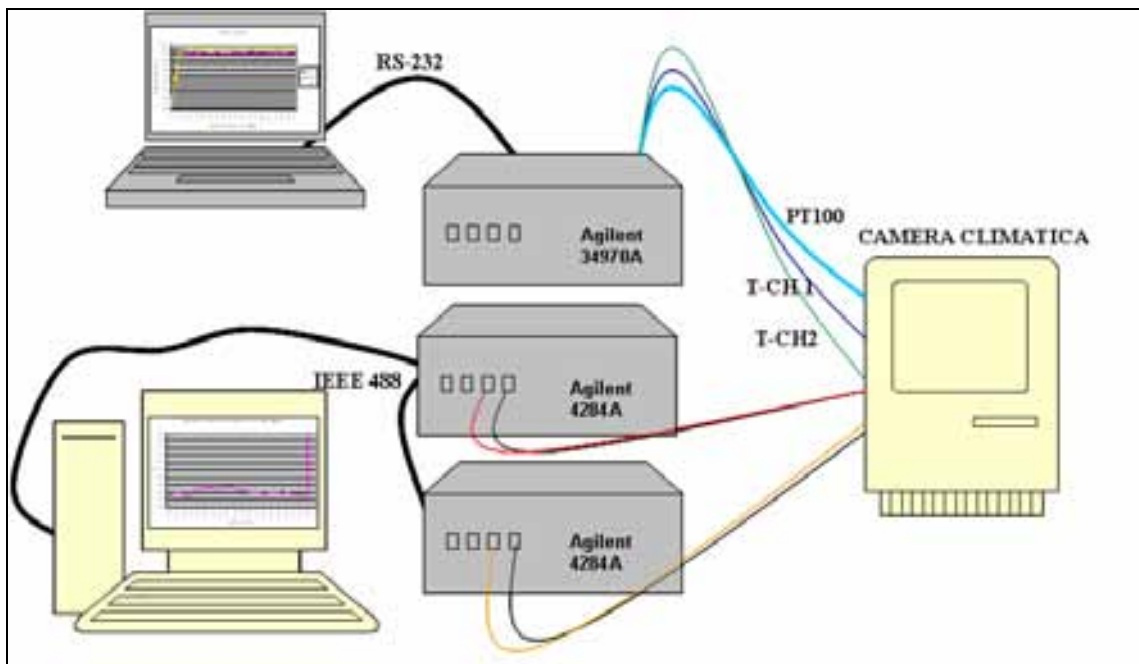 RS-232
PT100
CAMERA CLIMATICA
Agilent
34970A
T-CH 1
T-CH2
IEEE 488
Agilent
4284A
Agilent
4284A